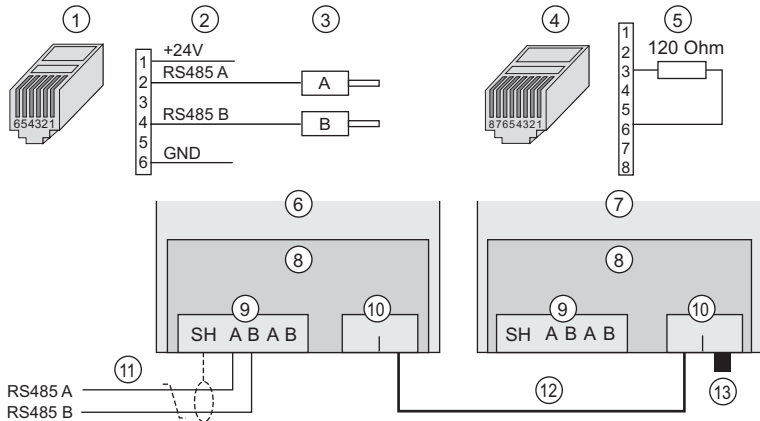 1 2 3 4 5
+24V
RS485 A
RS485 B
GND
1
2
3
4
5
6
A
B
654321
87654321
120 Ohm
1
2
3
4
5
6
7
8
6 7
8 8
9 10 9 10
SH A B A B
SH A B A B
11
RS485 A
RS485 B
12
13